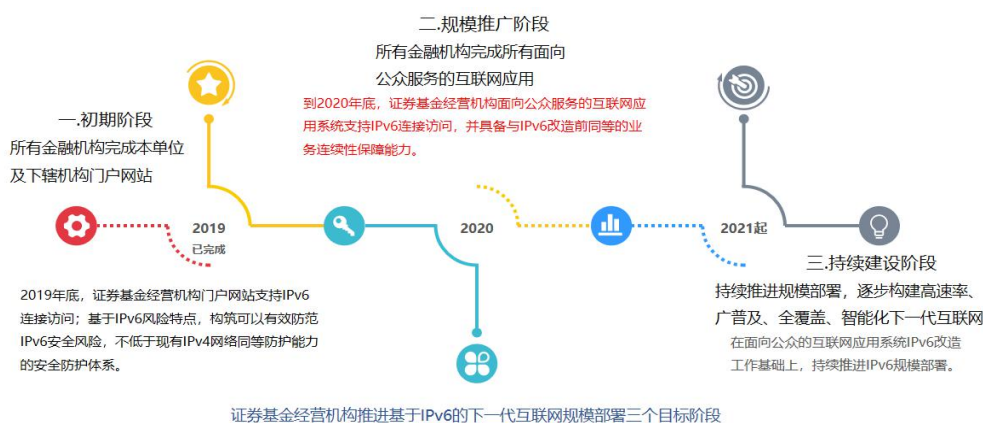 二.规模推广阶段
所有金融机构完成所有面向
公众服务的互联网应用
到2020年底，证券基金经营机构面向公众服务的互联网应
用系统支持IPv6连接访问，并具备与IPv6改造前同等的业
务连续性保障能力。
一.初期阶段
所有金融机构完成本单位
及下辖机构门户网站
2019
已完成
2020
2021起
2019年底，证券基金经营机构门户网站支持IPv6
连接访问；基于IPv6风险特点，构筑可以有效防范
IPv6安全风险，不低于现有IPv4网络同等防护能力
的安全防护体系。
三.持续建设阶段
持续推进规模部署，逐步构建高速率、
广普及、全覆盖、智能化下一代互联网
在面向公众的互联网应用系统IPv6改造
工作基础上，持续推进IPv6规模部署。
证券基金经营机构推进基于IPv6的下一代互联网规模部署三个目标阶段